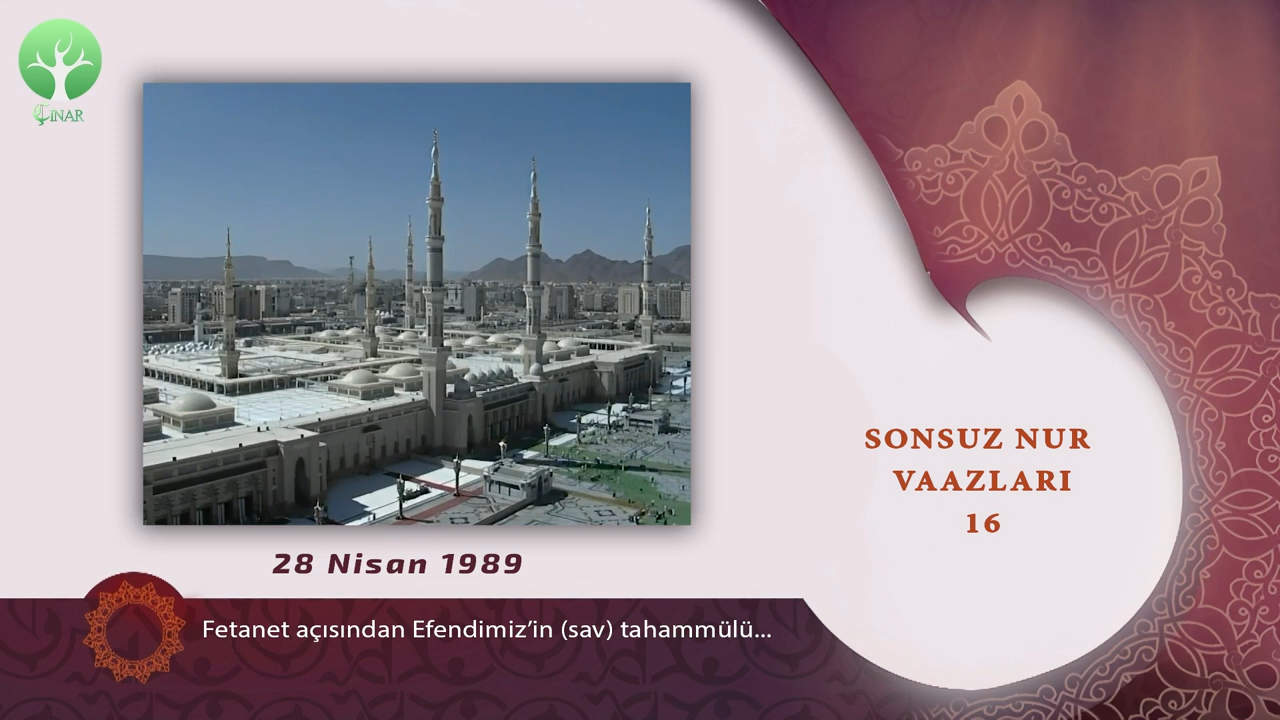 ÇINAR
SONSUZ NUR
VAAZLARI
16
28 Nisan 1989
Fetanet açısından Efendimiz’in (sav) tahammülü...